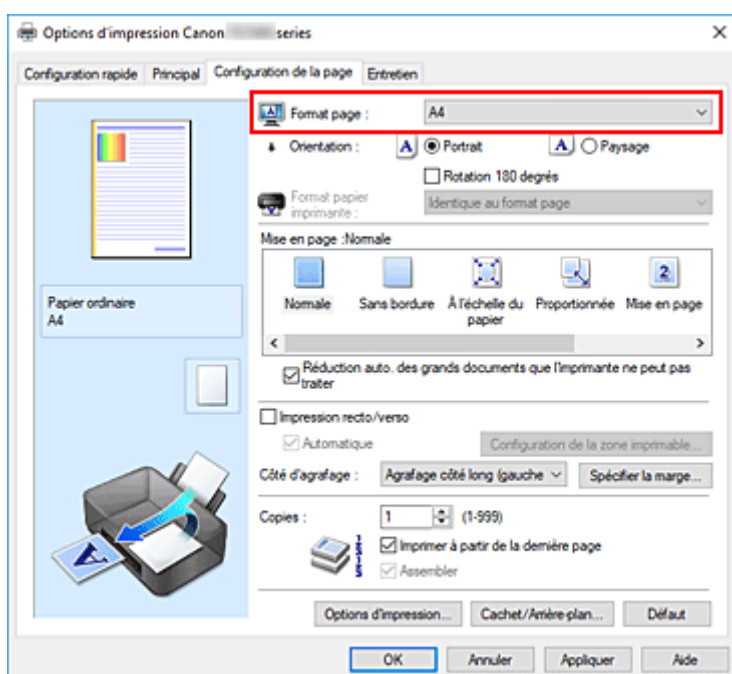 Options d'impression Canon series
Configuration rapide Principal Configuration de la page Entretien
Format page : A4
Orientation : A Portrait A Paysage
Rotation 180 degrés
Format papier imprimante : Identique au format page
Mise en page :Normale
2
Normale Sans bordure À l'échelle du papier Proportionnée Mise en page
Papier ordinaire
A4
Réduction auto. des grands documents que l'imprimante ne peut pas
traiter
Impression recto/verso
Automatique Configuration de la zone imprimable...
Côté d'agrafage : Agrafage côté long (gauche Spécifier la marge...
Copies : 1 (1-999)
Imprimer à partir de la dernière page
Assembler
A
Options d'impression... Cachet/Arrière-plan... Défaut
OK Annuler Appliquer Aide